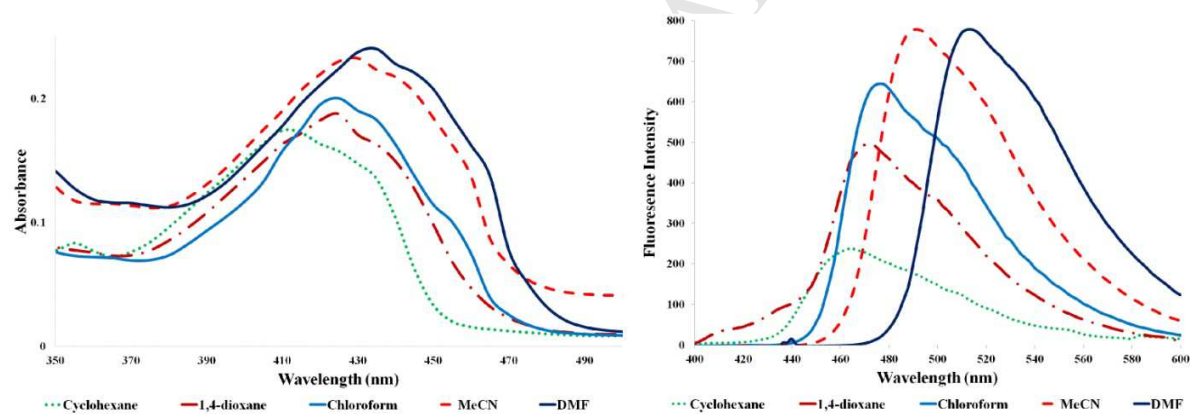 0.2
0.1
0
Absorbance
350 370 390 410 430 450 470 490
Wavelength (nm)
Cyclohexane 1,4-dioxane Chloroform MeCN DMF
800
700
600
500
400
300
200
100
0
Fluoresence Intensity
400 420 440 460 480 500 520 540 560 580 600
Wavelength (nm)
Cyclohexane 1,4-dioxane Chloroform MeCN DMF